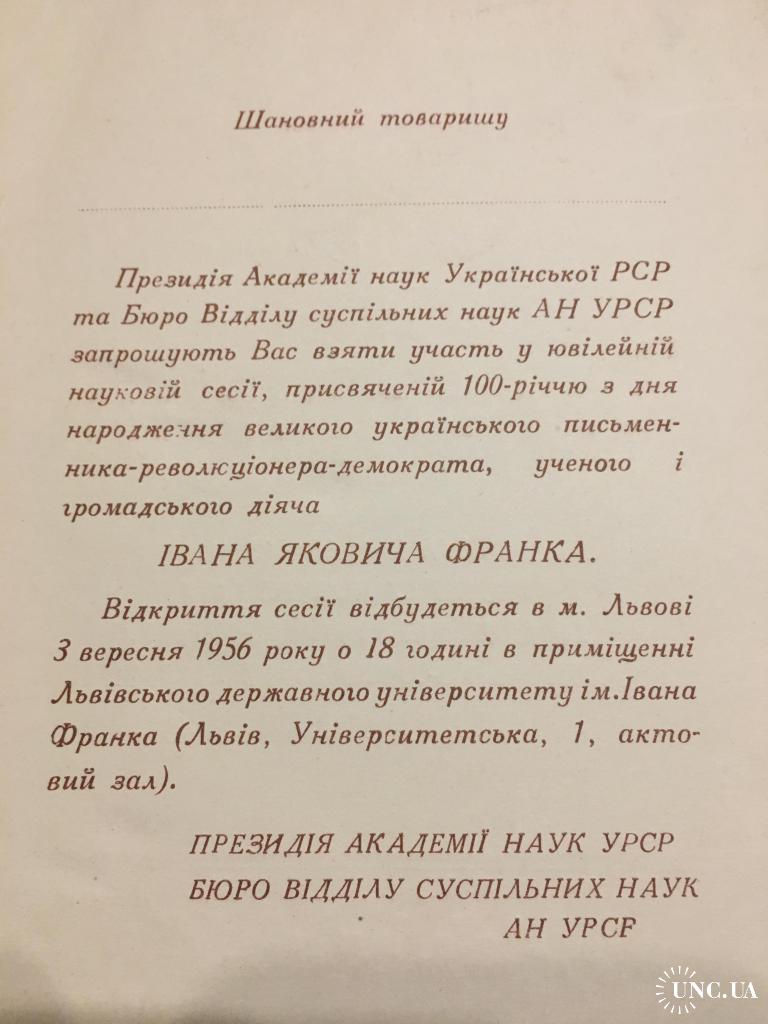 Шановний товаришу
Президія Академії наук Української РСР
та Бюро Відділу суспільних наук АН УРСР
запрошують Вас взяти участь у ювілейній
науковій сесії, присвяченій 100-річчю з дня
народження великого українського письмен-
ника-революціонера-демократа, ученого і
громадського діяча
ІВАНА ЯКОВИЧА ФРАНКА.
Відкриття сесії відбудеться в м. Львові
3 вересня 1956 року о 18 годині в приміщенні
Львівського державного університету ім.Івана
Франка (Львів, Університетська, 1, акто-
вий зал).
ПРЕЗИДІЯ АКАДЕМІЇ НАУК УРСР
БЮРО ВІДДІЛУ СУСПІЛЬНИХ НАУК
АН УРСР
UNC.UA